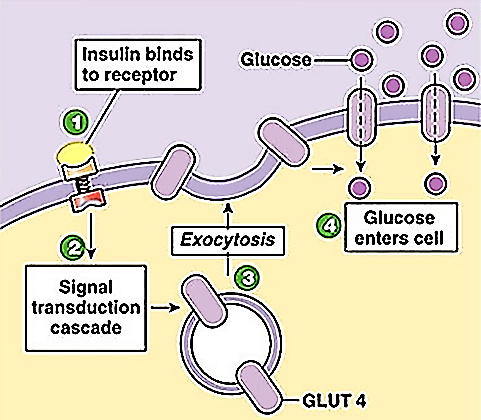 Insulin binds
to receptor
Glucose
1
2
Exocytosis
3
4
Glucose
enters cell
Signal
transduction
cascade
GLUT 4